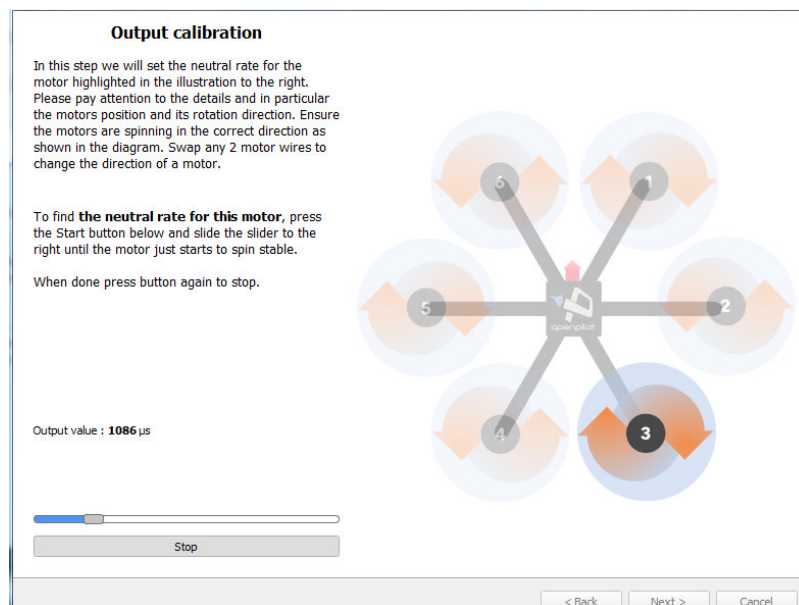 Output calibration
In this step we will set the neutral rate for the
motor highlighted in the illustration to the right.
Please pay attention to the details and in particular
the motors position and its rotation direction. Ensure
the motors are spinning in the correct direction as
shown in the diagram. Swap any 2 motor wires to
change the direction of a motor.
To find the neutral rate for this motor, press
the Start button below and slide the slider to the
right until the motor just starts to spin stable.
When done press button again to stop.
6
1
5
2
openpilot
4
3
Output value : 1086 µs
Stop
< Back
Next >
Cancel